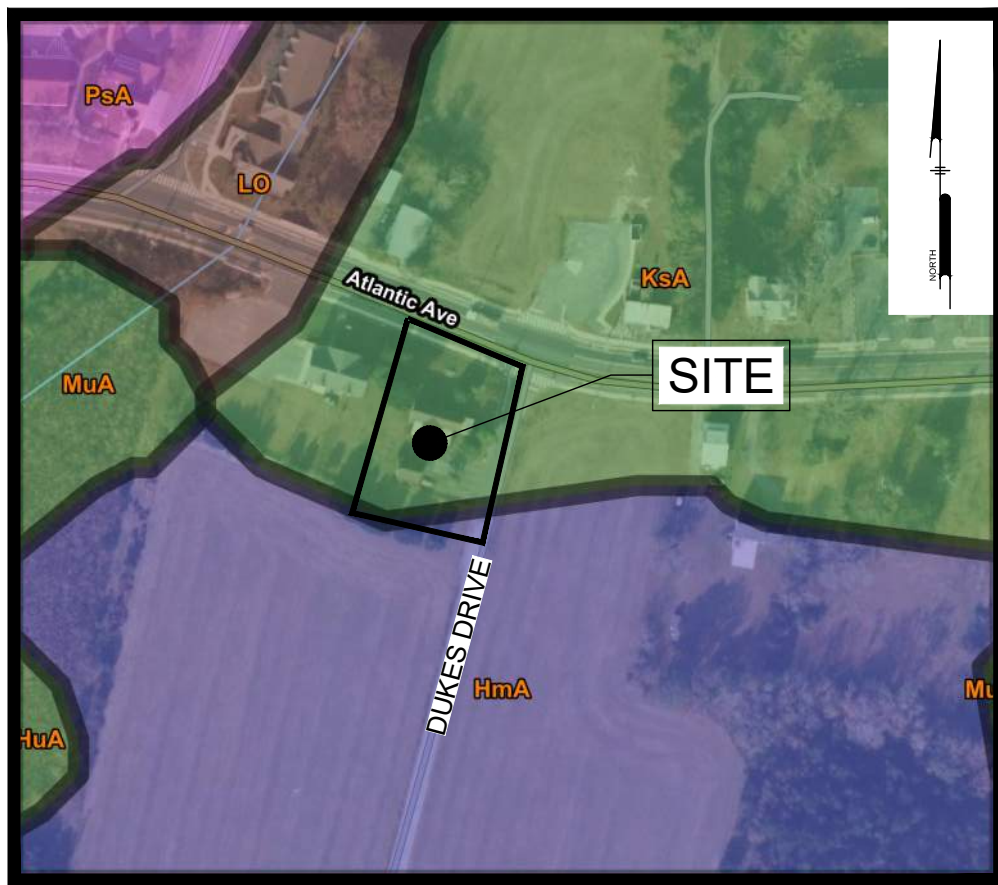 PsA
LO
NORTH
KsA
Atlantic Ave
SITE
MuA
DUKES DRIVE
HmA
Mu
HuA